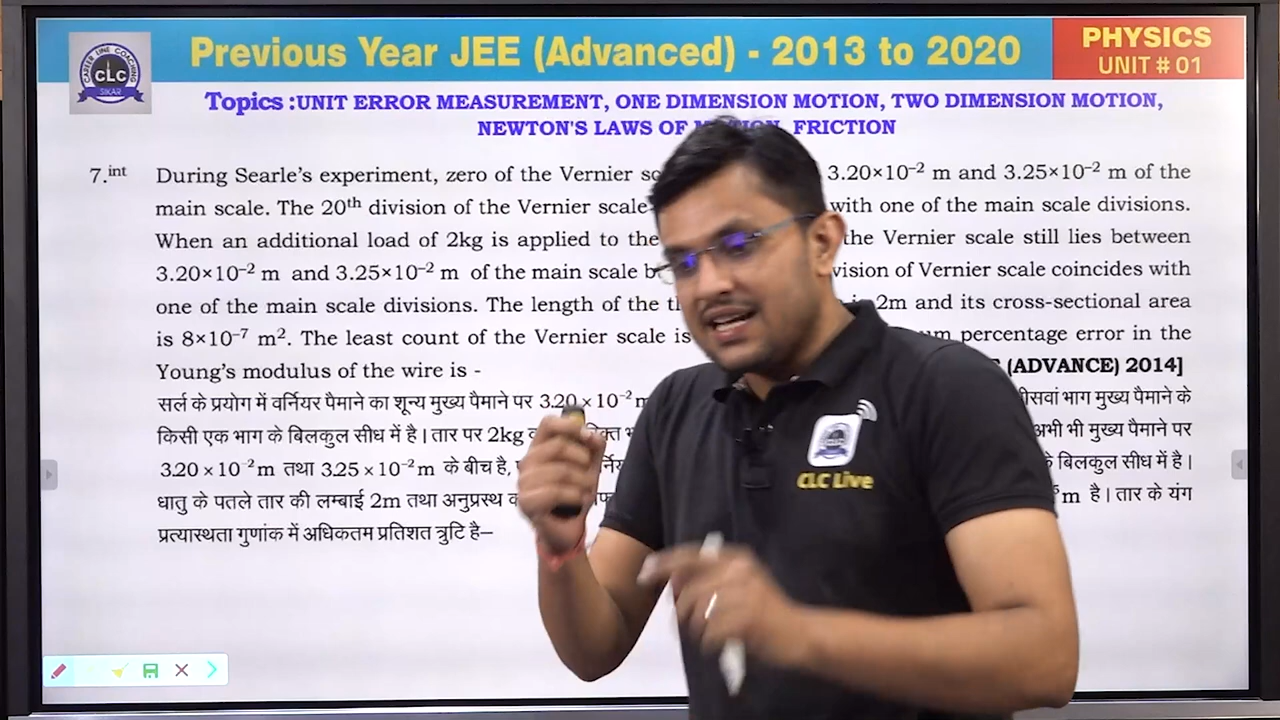 Previous Year JEE (Advanced) - 2013 to 2020
PHYSICS
UNIT # 01
CAREER LINE COACHING
CLC
SIKAR
Topics :UNIT ERROR MEASUREMENT, ONE DIMENSION MOTION, TWO DIMENSION MOTION,
NEWTON'S LAWS OF MOTION, FRICTION
7.int During Searle's experiment, zero of the Vernier 3.20×10⁻² m and 3.25×10⁻² m of the
main scale. The 20th division of the Vernier scale with one of the main scale divisions.
When an additional load of 2kg is applied to the the Vernier scale still lies between
3.20×10⁻² m and 3.25×10⁻² m of the main scale of Vernier scale coincides with
one of the main scale divisions. The length of the 2m and its cross-sectional area
is 8×10⁻⁷ m². The least count of the Vernier scale is percentage error in the
Young's modulus of the wire is -
(ADVANCE) 2014]
सर्ल के प्रयोग में वर्नियर पैमाने का शून्य मुख्य पैमाने पर 3.20 × 10⁻² m भाग मुख्य पैमाने के
किसी एक भाग के बिलकुल सीध में है। तार पर 2kg अभी भी मुख्य पैमाने पर
3.20 × 10⁻² m तथा 3.25 × 10⁻² m के बीच है, के बिलकुल सीध में है।
धातु के पतले तार की लम्बाई 2m तथा अनुप्रस्थ m है। तार के यंग
प्रत्यास्थता गुणांक में अधिकतम प्रतिशत त्रुटि है–
CLC Live